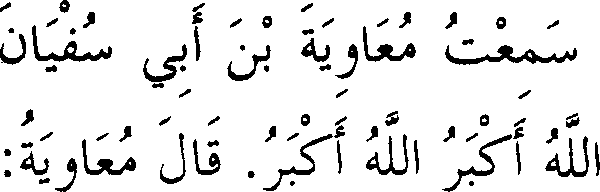 سَمِعْتُ مُعَاوِيَةَ بْنَ أَبِي سُفْيَانَ
اللَّهُ أَكْبَرُ اللَّهُ أَكْبَرُ. قَالَ مُعَاوِيَةُ: